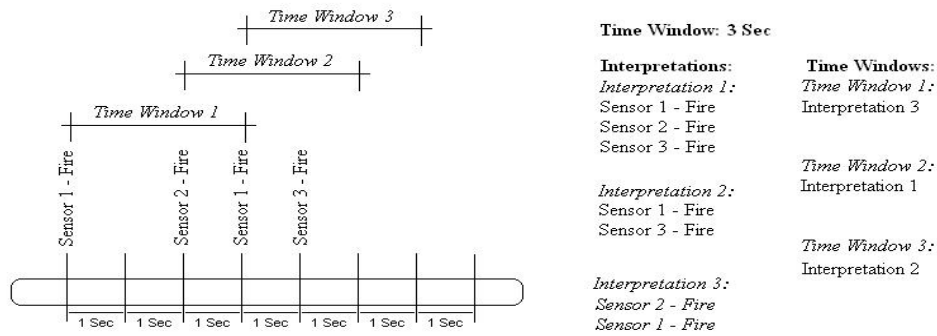 Time Window 3
Time Window 2
Time Window 1
Sensor 1 - Fire
Sensor 2 - Fire
Sensor 1 - Fire
Sensor 3 - Fire
1 Sec
1 Sec
1 Sec
1 Sec
1 Sec
1 Sec
1 Sec
Time Window: 3 Sec
Interpretations:
Interpretation 1:
Sensor 1 - Fire
Sensor 2 - Fire
Sensor 3 - Fire
Interpretation 2:
Sensor 1 - Fire
Sensor 3 - Fire
Interpretation 3:
Sensor 2 - Fire
Sensor 1 - Fire
Time Windows:
Time Window 1:
Interpretation 3
Time Window 2:
Interpretation 1
Time Window 3:
Interpretation 2